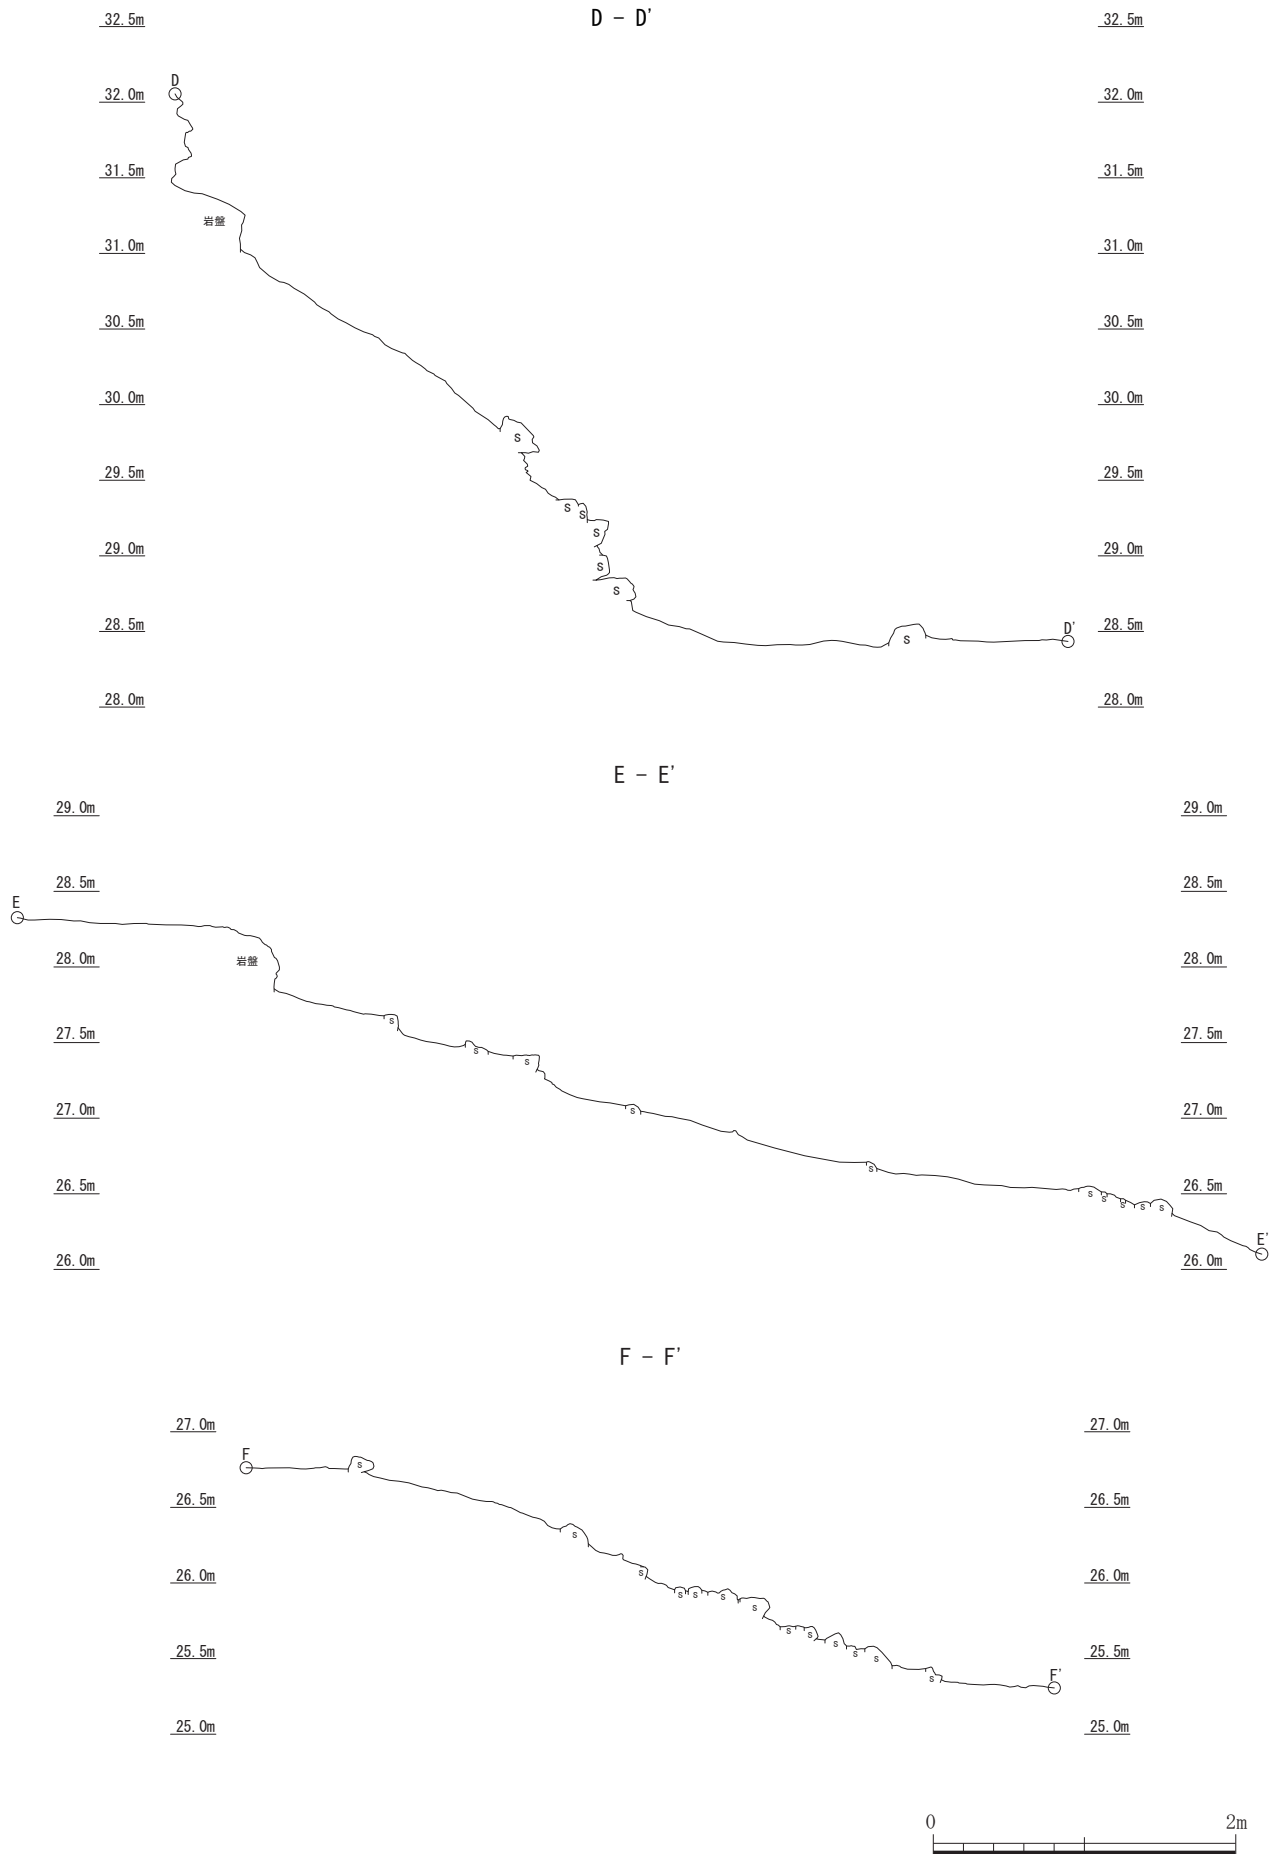 D － D'
32.5m 32.5m
D
32.0m 32.0m
31.5m 31.5m
岩盤
31.0m 31.0m
30.5m 30.5m
30.0m 30.0m
S
29.5m 29.5m
S S
S
29.0m 29.0m
S
S
28.5m D' 28.5m
S
28.0m 28.0m
E － E'
29.0m 29.0m
28.5m 28.5m
E
28.0m 岩盤 28.0m
S
27.5m 27.5m
S S
27.0m S 27.0m
S
26.5m S S S S S 26.5m
26.0m 26.0m E'
F － F'
27.0m 27.0m
F
S
26.5m 26.5m
S
26.0m S 26.0m
S S S S
S S S
25.5m S S 25.5m
S F'
25.0m 25.0m
0 2m